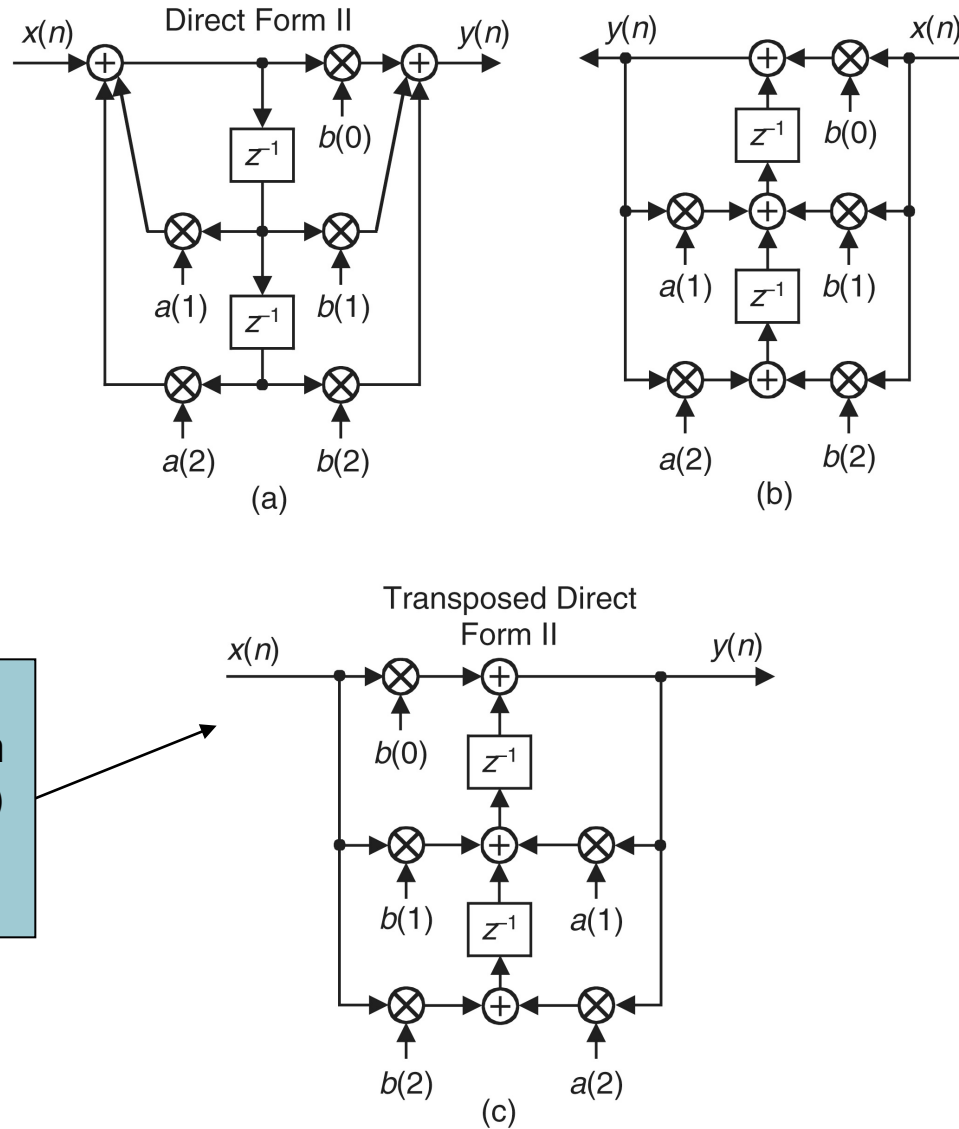 Direct Form II
x(n)
y(n)
b(0)
z⁻¹
a(1)
b(1)
z⁻¹
a(2)
b(2)
(a)
y(n)
x(n)
b(0)
z⁻¹
a(1)
b(1)
z⁻¹
a(2)
b(2)
(b)
Transposed Direct
Form II
x(n)
y(n)
b(0)
z⁻¹
b(1)
a(1)
z⁻¹
b(2)
a(2)
(c)